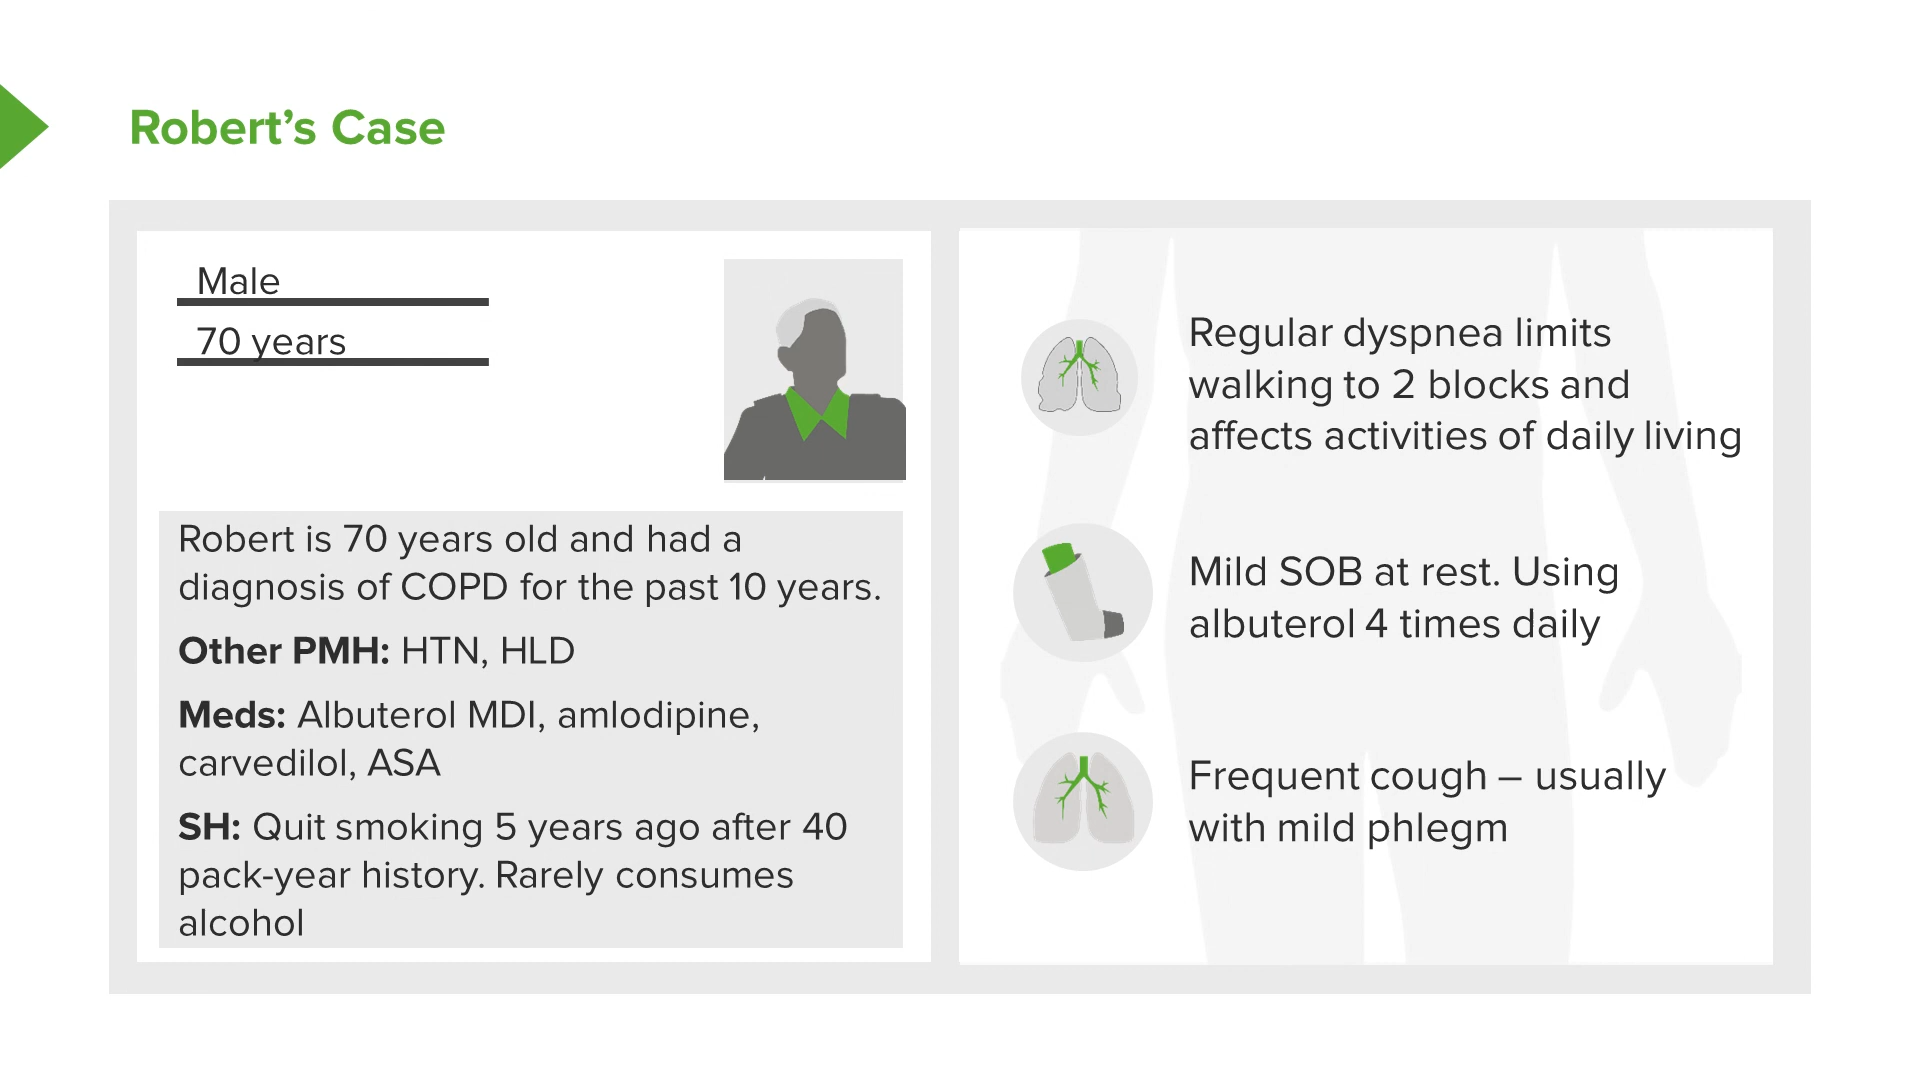 Robert’s Case
Male
70 years
Robert is 70 years old and had a
diagnosis of COPD for the past 10 years.
Other PMH: HTN, HLD
Meds: Albuterol MDI, amlodipine,
carvedilol, ASA
SH: Quit smoking 5 years ago after 40
pack-year history. Rarely consumes
alcohol
Regular dyspnea limits
walking to 2 blocks and
affects activities of daily living
Mild SOB at rest. Using
albuterol 4 times daily
Frequent cough – usually
with mild phlegm